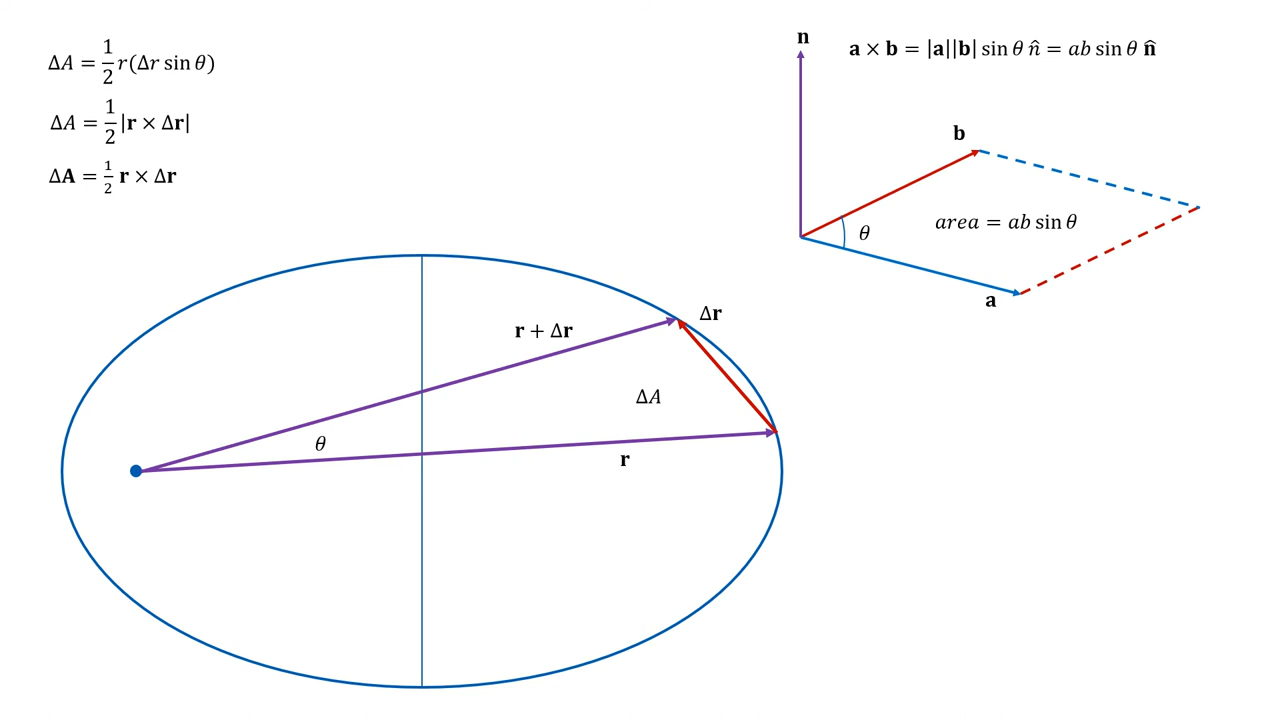 ΔA = 1/2 r(Δr sin θ)
ΔA = 1/2 |r × Δr|
ΔA = 1/2 r × Δr
n
a × b = |a||b| sin θ n̂ = ab sin θ n̂
b
θ
area = ab sin θ
a
Δr
r + Δr
ΔA
θ
r